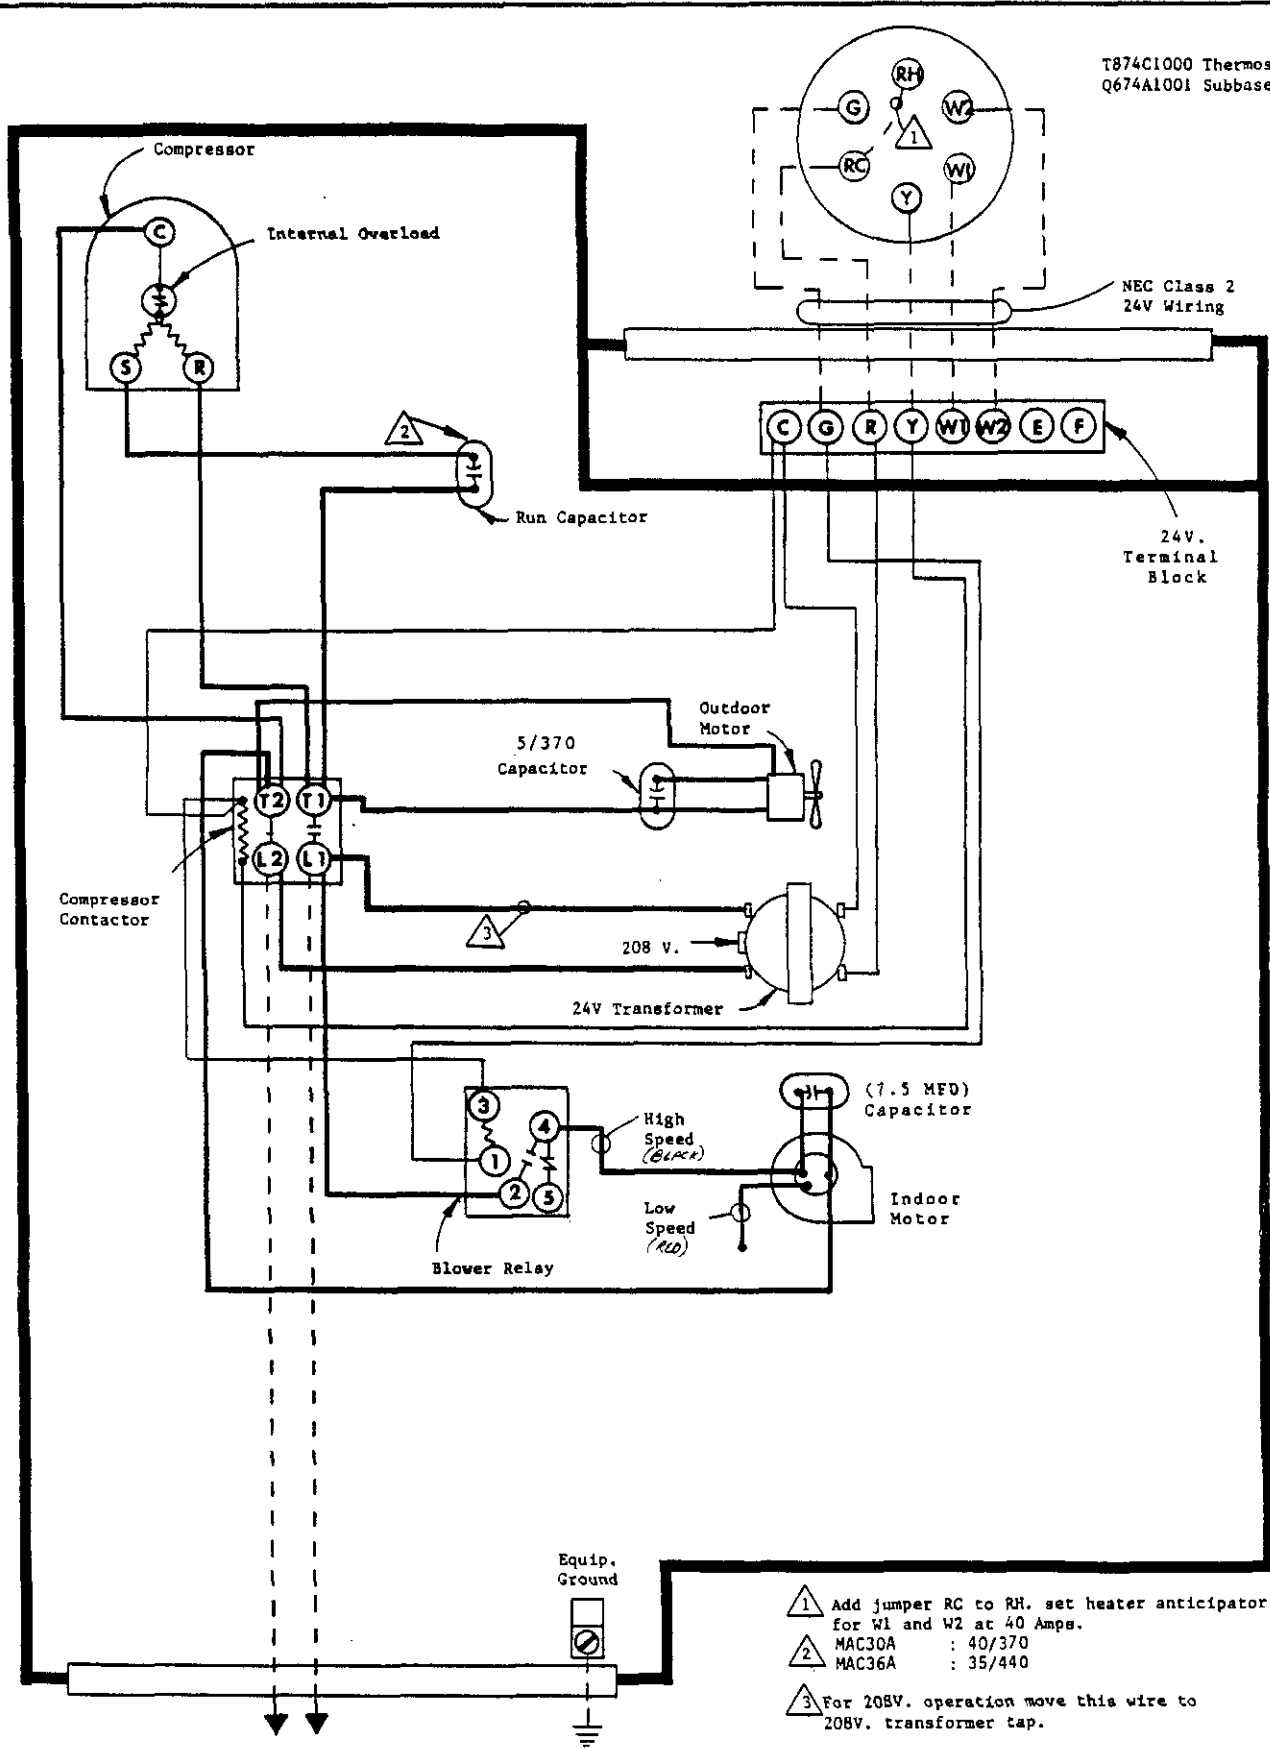 T874C1000 Thermos
Q674A1001 Subbase
RH
G
W2
1
RC
W1
Y
Compressor
C
Internal Overload
S
R
NEC Class 2
24V Wiring
C G R Y W1 W2 E F
2
Run Capacitor
24V.
Terminal
Block
Outdoor
Motor
5/370
Capacitor
T2 T1
L2 L1
Compressor
Contactor
3
208 V.
24V Transformer
3
4
1
2
5
High
Speed
(BLACK)
(7.5 MFD)
Capacitor
Low
Speed
(RED)
Indoor
Motor
Blower Relay
Equip.
Ground
1 Add jumper RC to RH. set heater anticipator
for W1 and W2 at 40 Amps.
2 MAC30A : 40/370
MAC36A : 35/440
3 For 208V. operation move this wire to
208V. transformer tap.